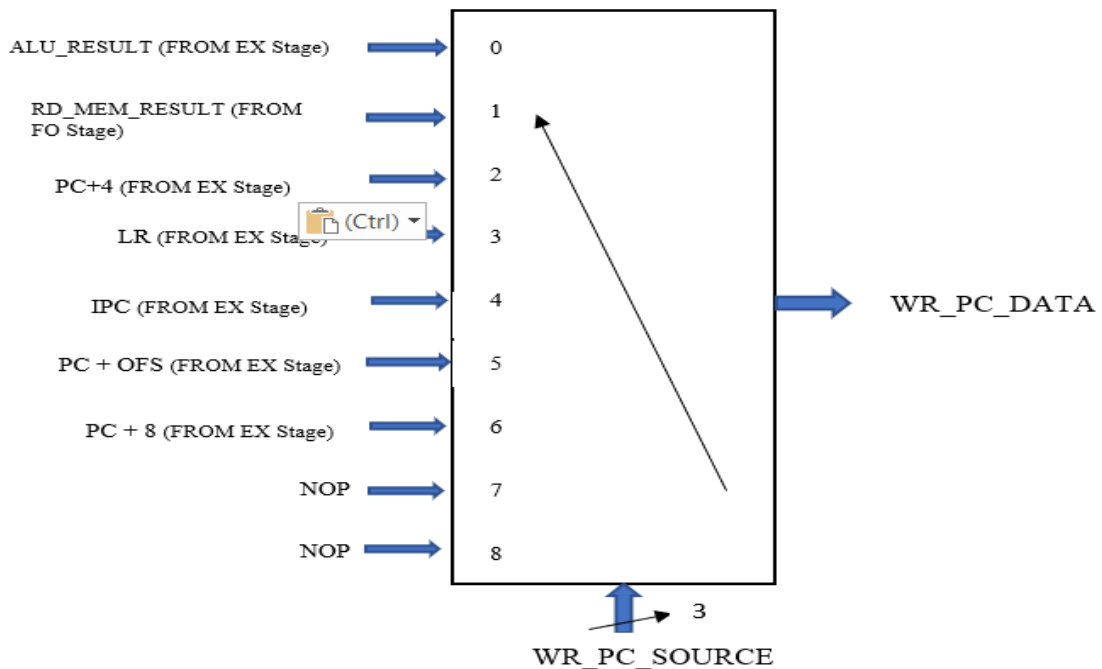 ALU_RESULT (FROM EX Stage)
0
RD_MEM_RESULT (FROM
FO Stage)
1
PC+4 (FROM EX Stage)
2
(Ctrl)
LR (FROM EX Stage)
3
IPC (FROM EX Stage)
4
WR_PC_DATA
PC + OFS (FROM EX Stage)
5
PC + 8 (FROM EX Stage)
6
NOP
7
NOP
8
3
WR_PC_SOURCE